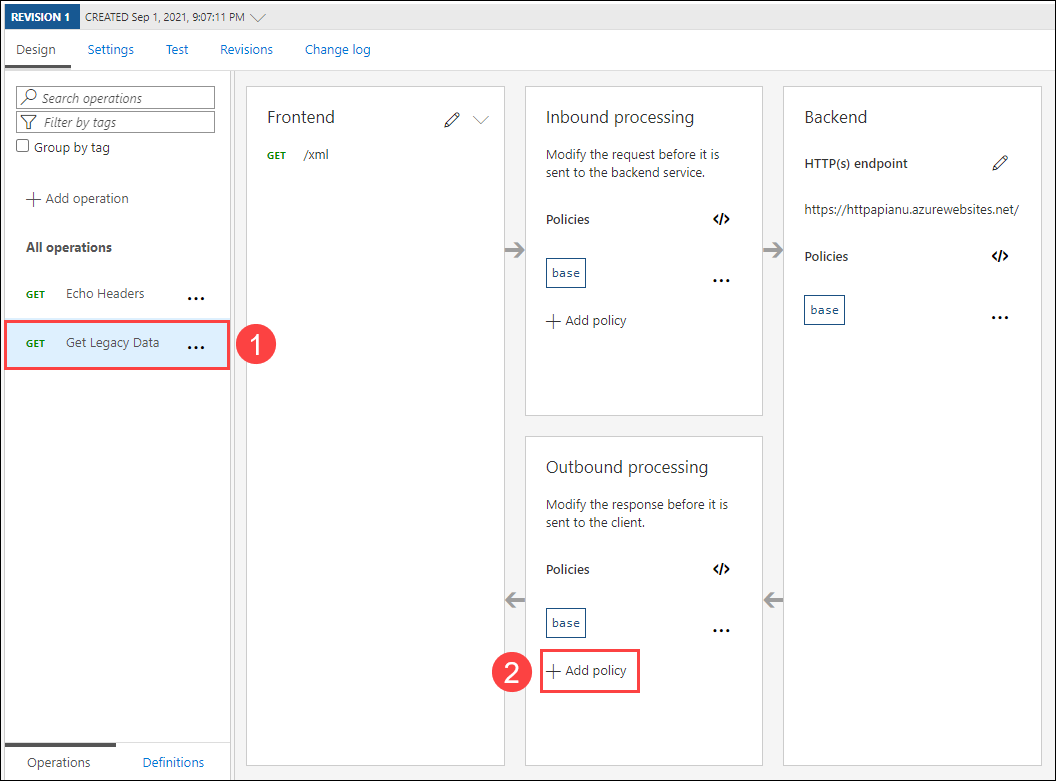 REVISION 1 CREATED Sep 1, 2021, 9:07:11 PM
Design Settings Test Revisions Change log
Search operations
Filter by tags
Group by tag
Add operation
All operations
GET Echo Headers ...
GET Get Legacy Data ...
1
Operations Definitions
Frontend
GET /xml
Inbound processing
Modify the request before it is
sent to the backend service.
Policies </>
base ...
+ Add policy
Outbound processing
Modify the response before it is
sent to the client.
Policies </>
base ...
2 + Add policy
Backend
HTTP(s) endpoint
https://httpapianu.azurewebsites.net/
Policies </>
base ...